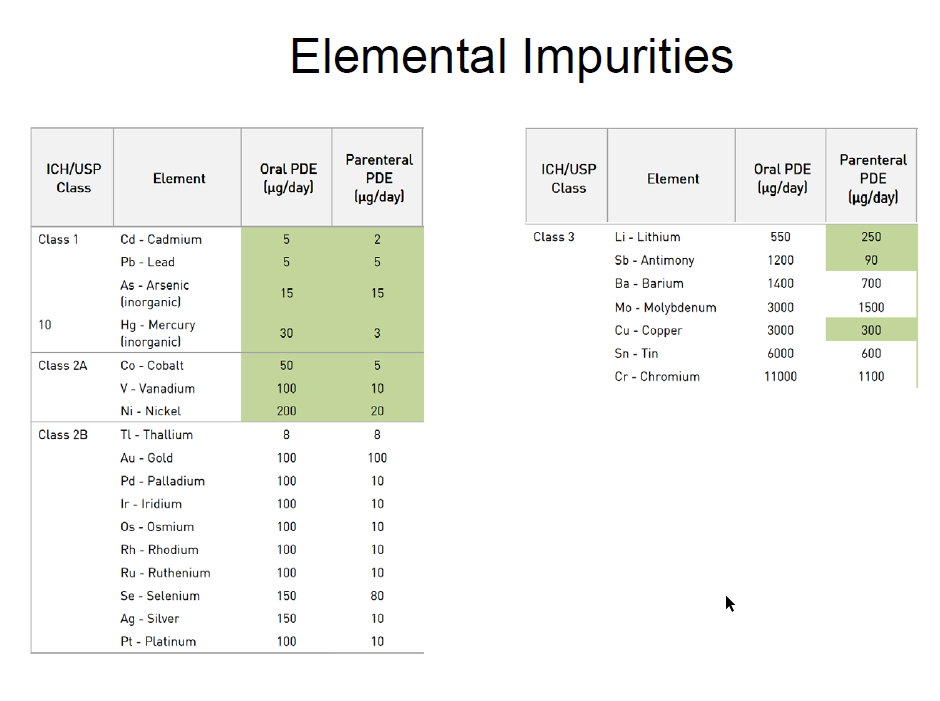 Elemental Impurities
ICH/USP Class Element Oral PDE (µg/day) Parenteral PDE (µg/day)
Class 1 Cd - Cadmium 5 2
Pb - Lead 5 5
As - Arsenic (inorganic) 15 15
10 Hg - Mercury (inorganic) 30 3
Class 2A Co - Cobalt 50 5
V - Vanadium 100 10
Ni - Nickel 200 20
Class 2B Tl - Thallium 8 8
Au - Gold 100 100
Pd - Palladium 100 10
Ir - Iridium 100 10
Os - Osmium 100 10
Rh - Rhodium 100 10
Ru - Ruthenium 100 10
Se - Selenium 150 80
Ag - Silver 150 10
Pt - Platinum 100 10
ICH/USP Class Element Oral PDE (µg/day) Parenteral PDE (µg/day)
Class 3 Li - Lithium 550 250
Sb - Antimony 1200 90
Ba - Barium 1400 700
Mo - Molybdenum 3000 1500
Cu - Copper 3000 300
Sn - Tin 6000 600
Cr - Chromium 11000 1100